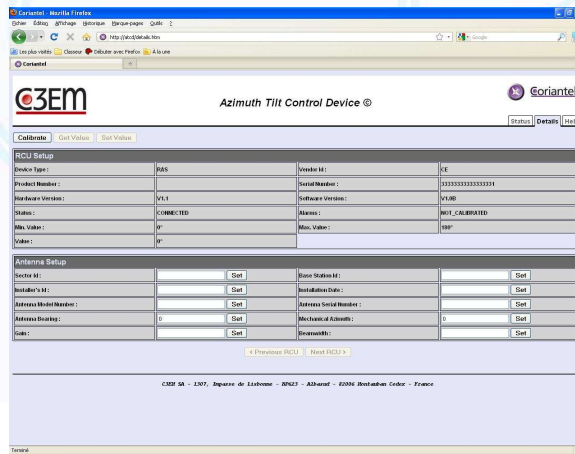 Coriantel - Mozilla Firefox
Fichier Édition Affichage Historique Marque-pages Outils ?
http://atcd/details.htm
Google
Les plus visités Classeur Débuter avec Firefox À la une
Coriantel
C3EM
Azimuth Tilt Control Device ©
Coriantel
Status Details Hel
Calibrate Get Value Set Value
RCU Setup
Device Type : RAS Vendor Id : CE
Product Number : Serial Number :
Hardware Version : V1.1 Software Version : V1.0B
Status : CONNECTED Alarms : NOT_CALIBRATED
Min. Value : 0° Max. Value : 180°
Value : 0°
Antenna Setup
Sector Id : Set Base Station Id : Set
Installer's Id : Set Installation Date : Set
Antenna Model Number : Set Antenna Serial Number : Set
Antenna Bearing : 0 Set Mechanical Azimuth : 0 Set
Gain : Set Beamwidth : Set
< Previous RCU Next RCU >
C3EM SA - 1307, Impasse de Lisbonne - BP623 - Albasud - 82006 Montauban Cedex - France
Terminé